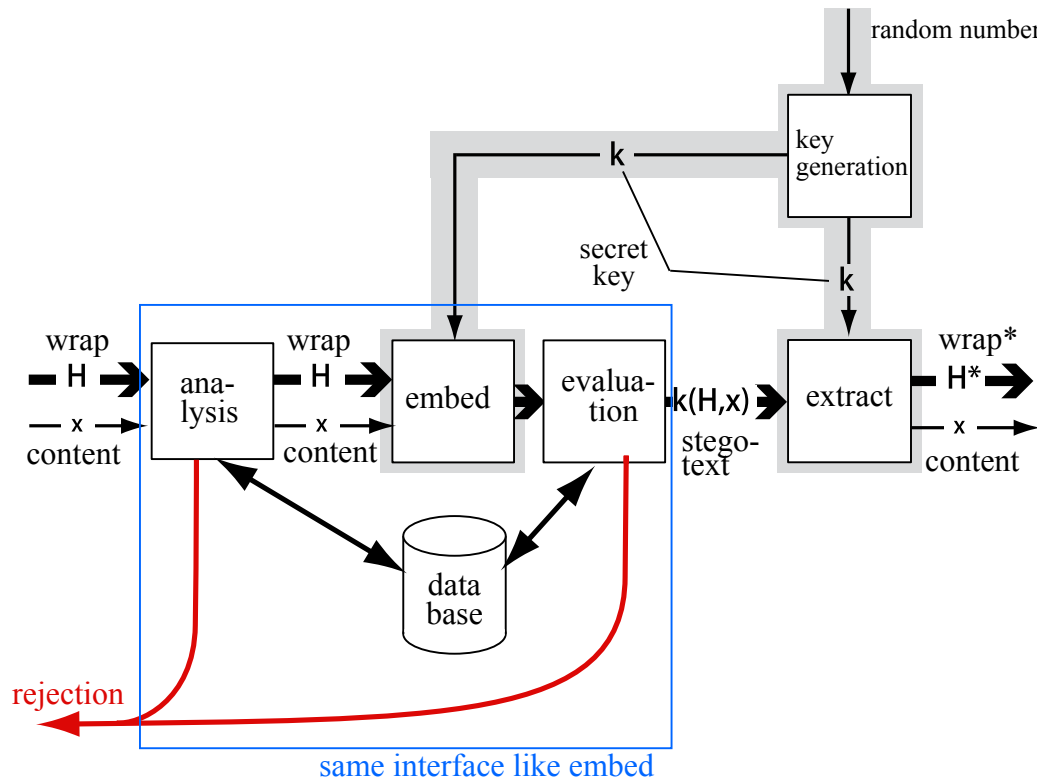 random number
key
generation
k
secret
key
k
wrap
H
x
content
ana-
lysis
wrap
H
x
content
embed
evalua-
tion
k(H,x)
stego-
text
extract
wrap*
H*
x
content
data
base
rejection
same interface like embed